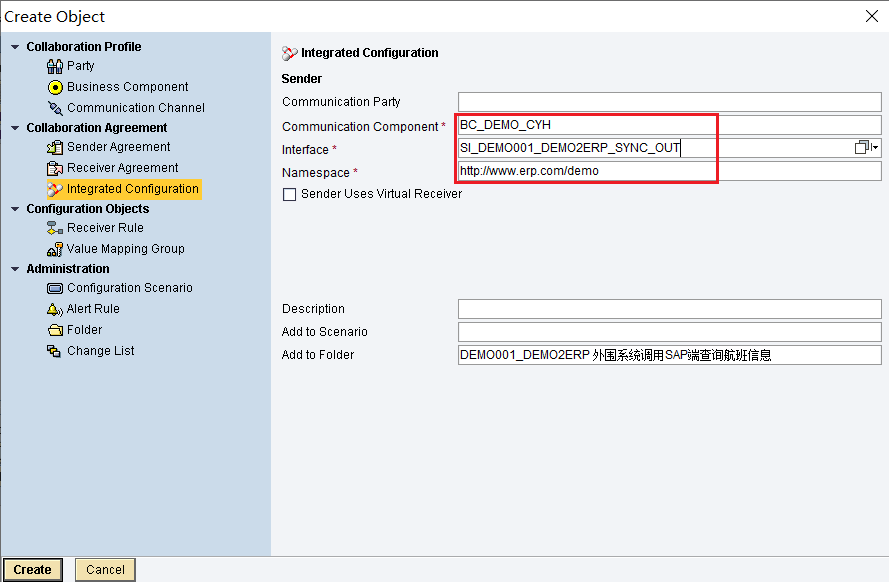 Create Object
Collaboration Profile
Party
Business Component
Communication Channel
Collaboration Agreement
Sender Agreement
Receiver Agreement
Integrated Configuration
Configuration Objects
Receiver Rule
Value Mapping Group
Administration
Configuration Scenario
Alert Rule
Folder
Change List
Integrated Configuration
Sender
Communication Party
Communication Component * BC_DEMO_CYH
Interface * SI_DEMO001_DEMO2ERP_SYNC_OUT
Namespace * http://www.erp.com/demo
Sender Uses Virtual Receiver
Description
Add to Scenario
Add to Folder DEMO001_DEMO2ERP 外围系统调用SAP端查询航班信息
Create Cancel